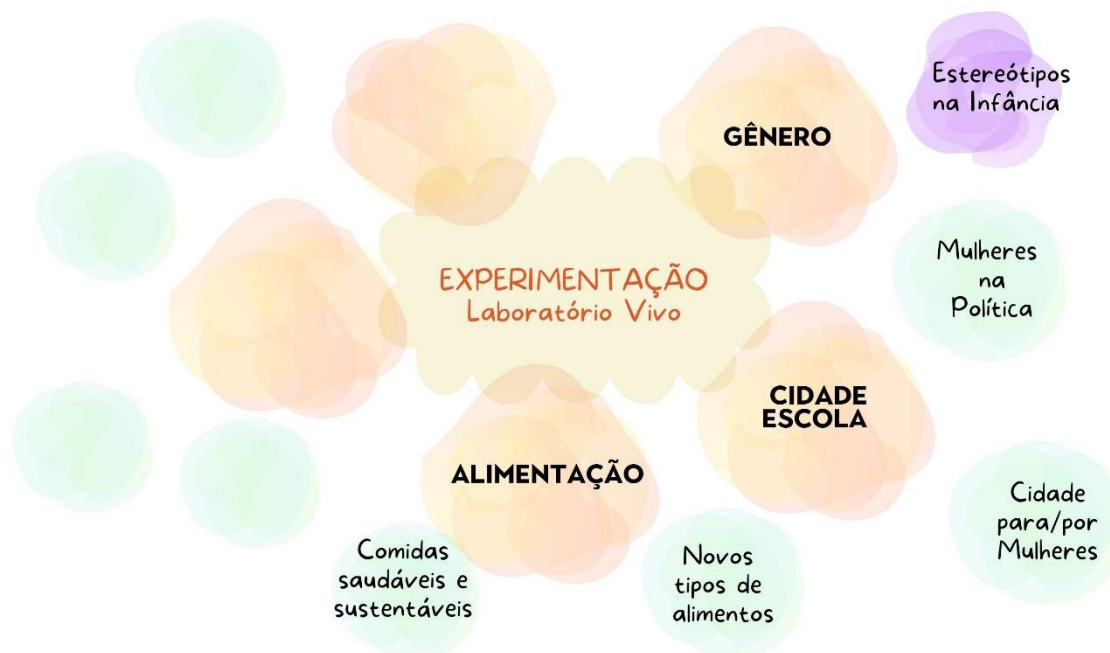 Estereótipos
na Infância
GÊNERO
EXPERIMENTAÇÃO
Laboratório Vivo
Mulheres
na
Política
CIDADE
ESCOLA
ALIMENTAÇÃO
Cidade
para/por
Mulheres
Comidas
saudáveis e
sustentáveis
Novos
tipos de
alimentos